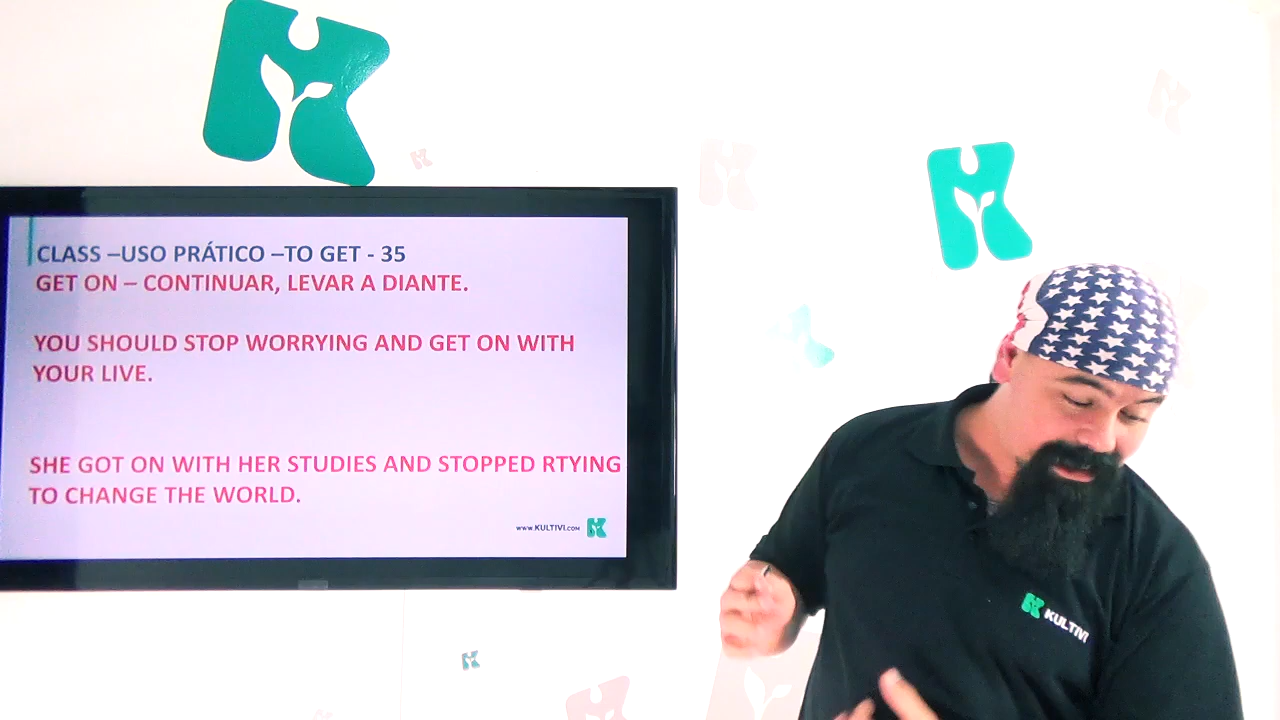 CLASS –USO PRÁTICO –TO GET - 35
GET ON – CONTINUAR, LEVAR A DIANTE.
YOU SHOULD STOP WORRYING AND GET ON WITH
YOUR LIVE.
SHE GOT ON WITH HER STUDIES AND STOPPED RTYING
TO CHANGE THE WORLD.
www.KULTIVI.com
KULTIVI